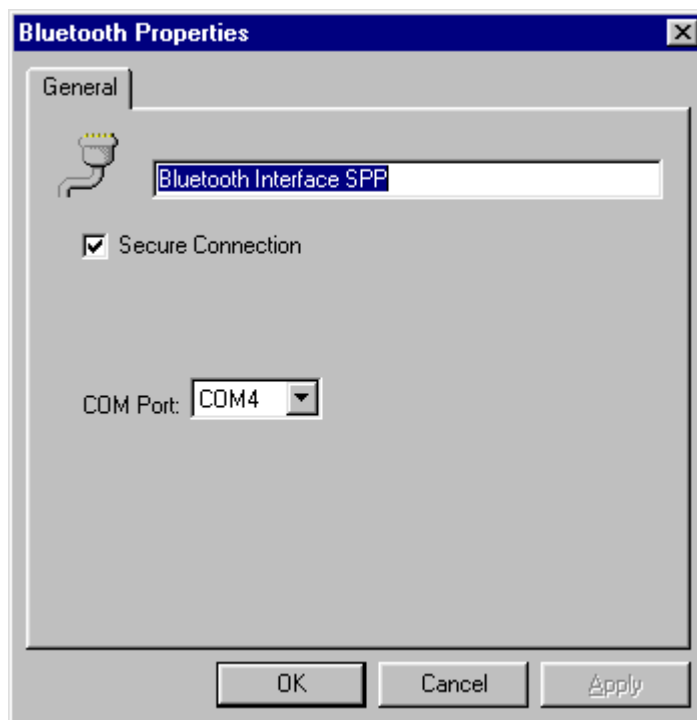 Bluetooth Properties
General
Bluetooth Interface SPP
Secure Connection
COM Port: COM4
OK Cancel Apply